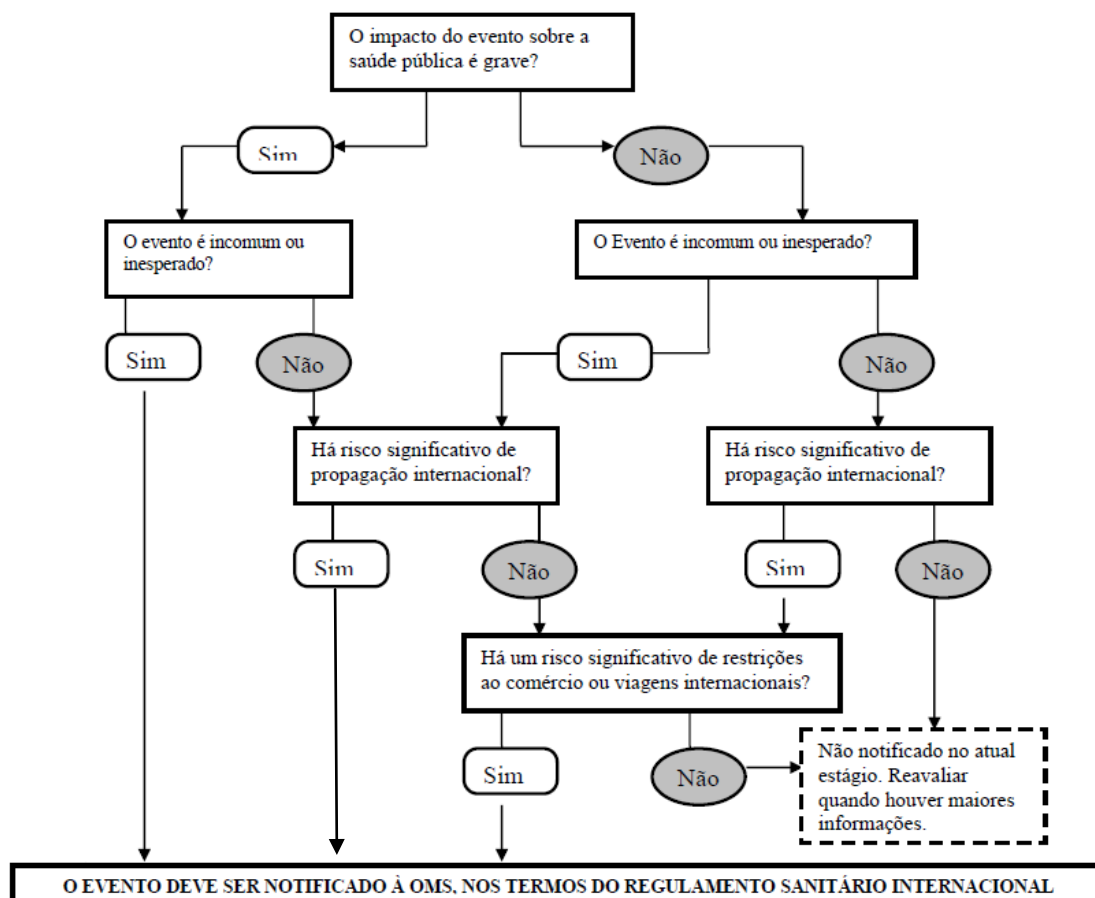 O impacto do evento sobre a
saúde pública é grave?
Sim
Não
O evento é incomum ou
inesperado?
O Evento é incomum ou inesperado?
Sim
Não
Sim
Não
Há risco significativo de
propagação internacional?
Há risco significativo de
propagação internacional?
Sim
Não
Sim
Não
Há um risco significativo de restrições
ao comércio ou viagens internacionais?
Sim
Não
Não notificado no atual
estágio. Reavaliar
quando houver maiores
informações.
O EVENTO DEVE SER NOTIFICADO À OMS, NOS TERMOS DO REGULAMENTO SANITÁRIO INTERNACIONAL